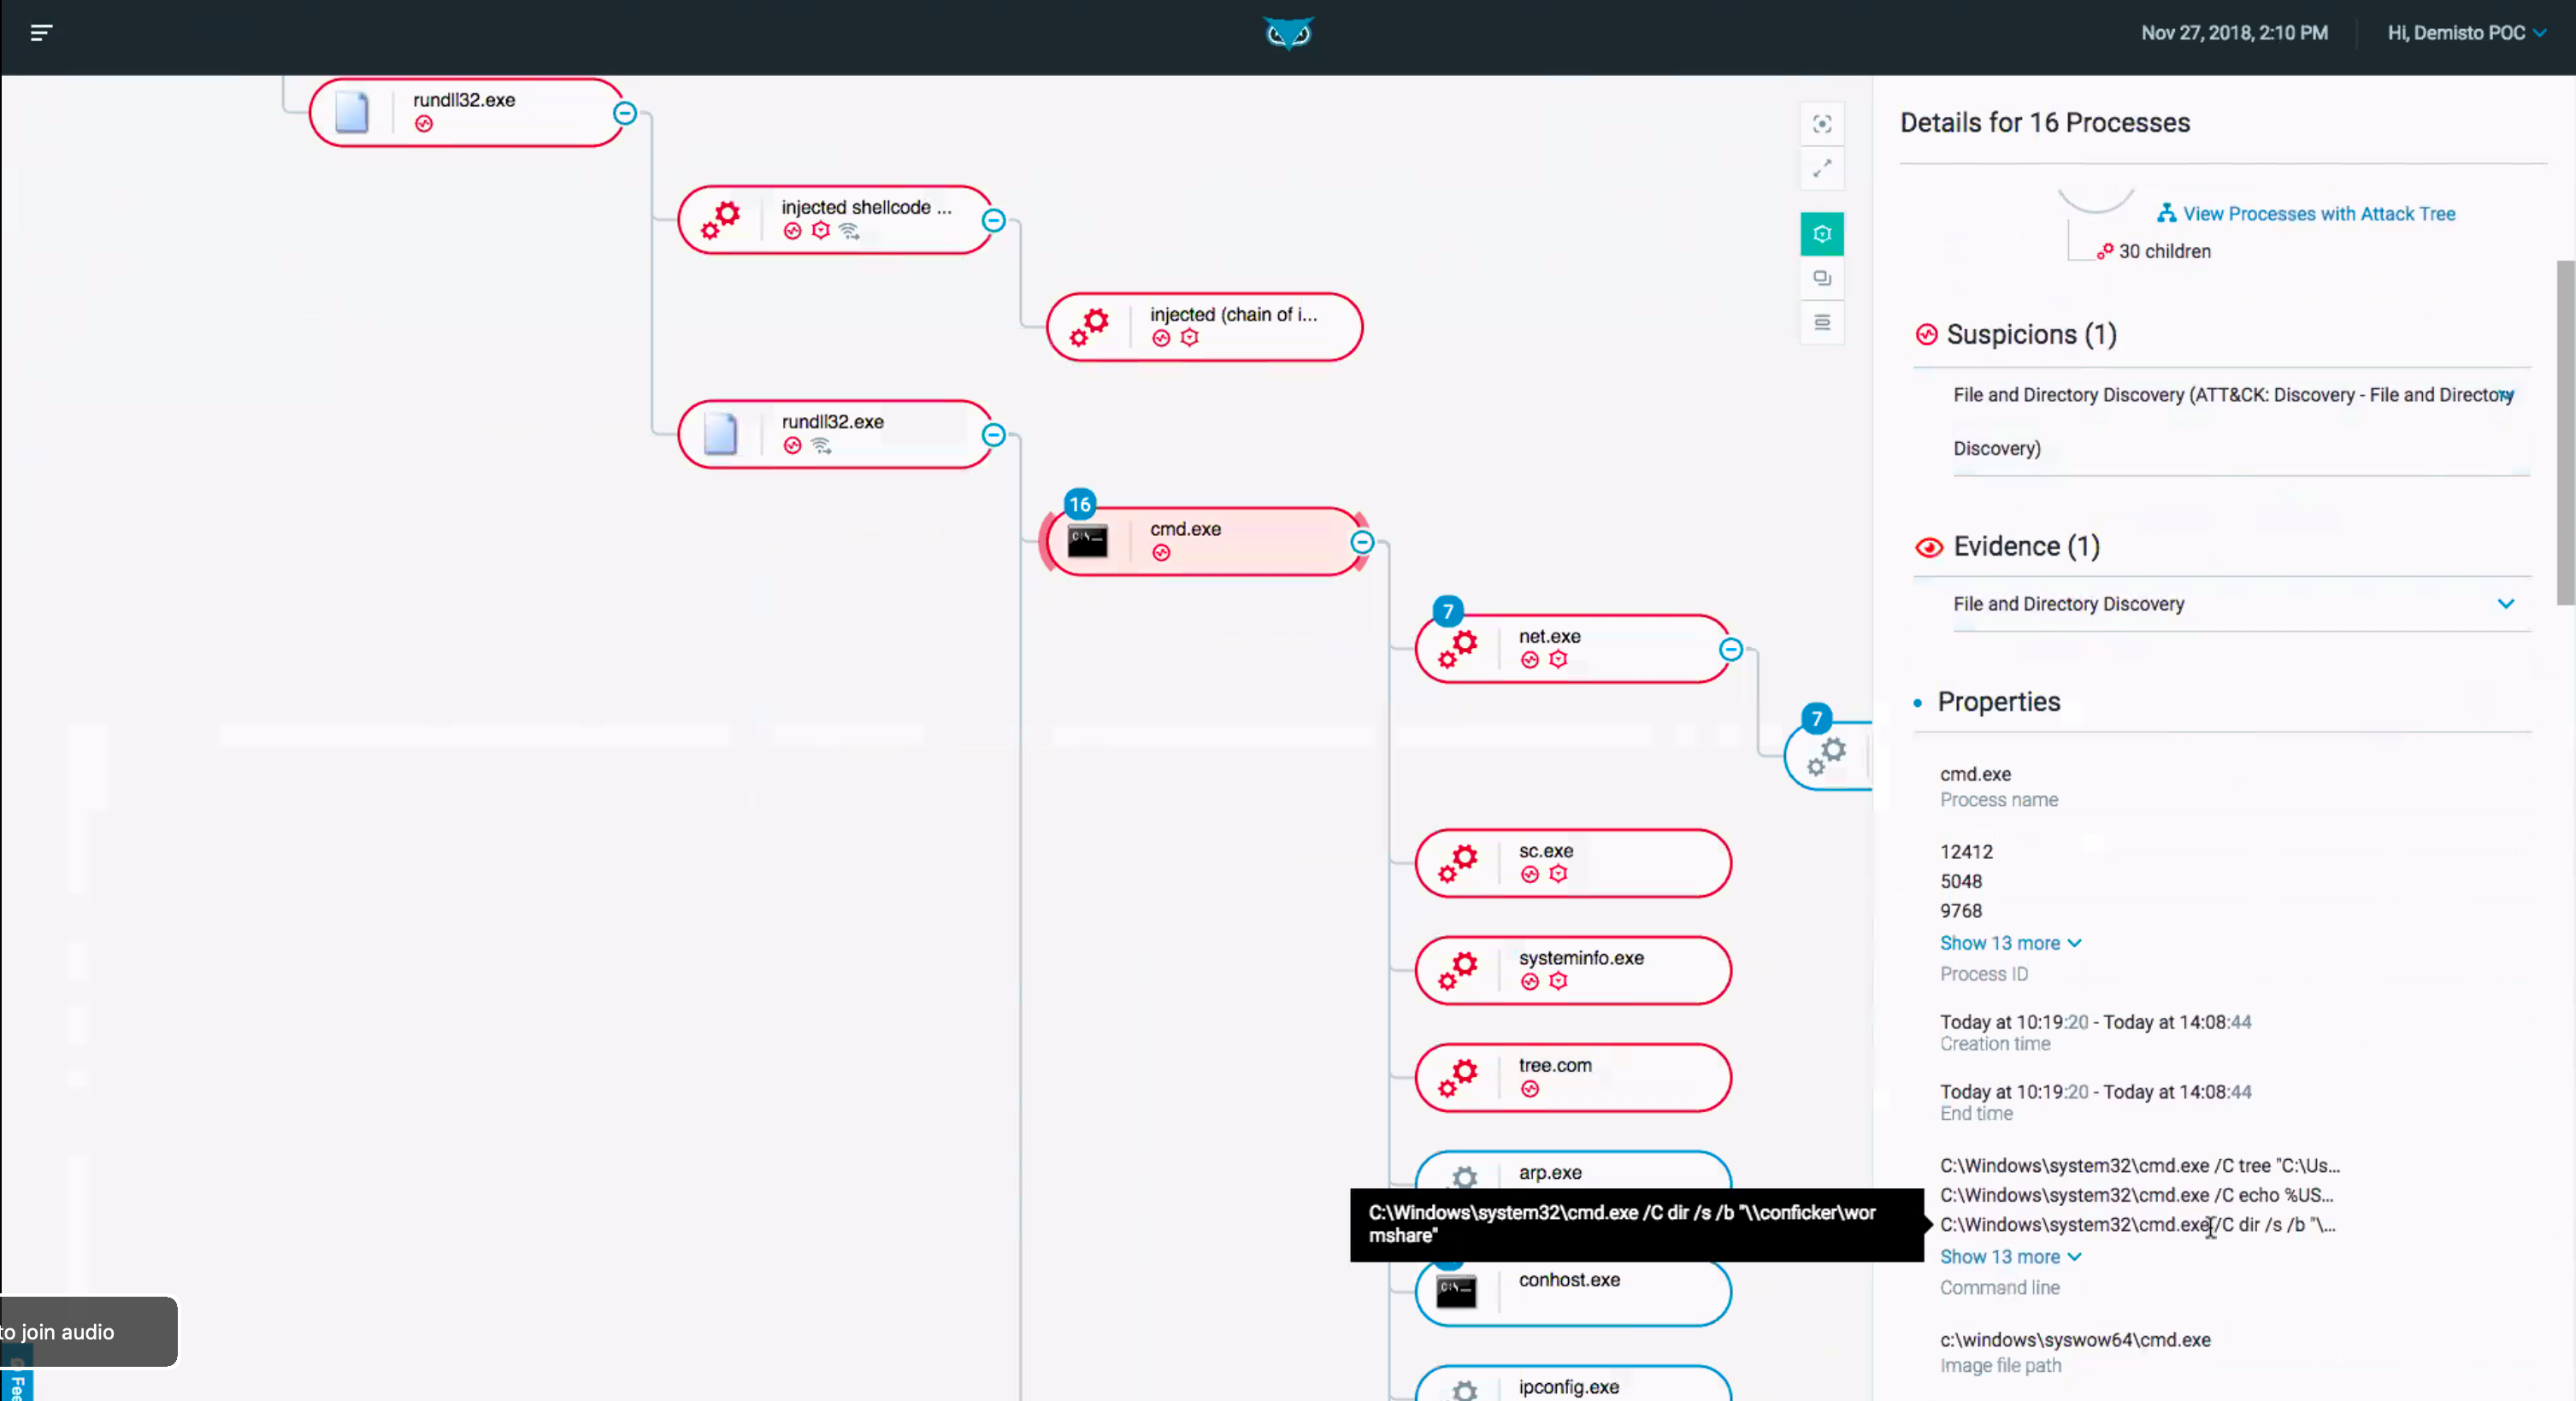 Nov 27, 2018, 2:10 PM
Hi, Demisto POC
rundll32.exe
injected shellcode ...
injected (chain of i...
rundll32.exe
16
cmd.exe
7
net.exe
7
sc.exe
systeminfo.exe
tree.com
arp.exe
C:\Windows\system32\cmd.exe /C dir /s /b "\\conficker\wor
mshare"
conhost.exe
ipconfig.exe
to join audio
Fee
Details for 16 Processes
View Processes with Attack Tree
30 children
Suspicions (1)
File and Directory Discovery (ATT&CK: Discovery - File and Directory
Discovery)
Evidence (1)
File and Directory Discovery
Properties
cmd.exe
Process name
12412
5048
9768
Show 13 more
Process ID
Today at 10:19:20 - Today at 14:08:44
Creation time
Today at 10:19:20 - Today at 14:08:44
End time
C:\Windows\system32\cmd.exe /C tree "C:\Us...
C:\Windows\system32\cmd.exe /C echo %US...
C:\Windows\system32\cmd.exe /C dir /s /b "\...
Show 13 more
Command line
c:\windows\syswow64\cmd.exe
Image file path